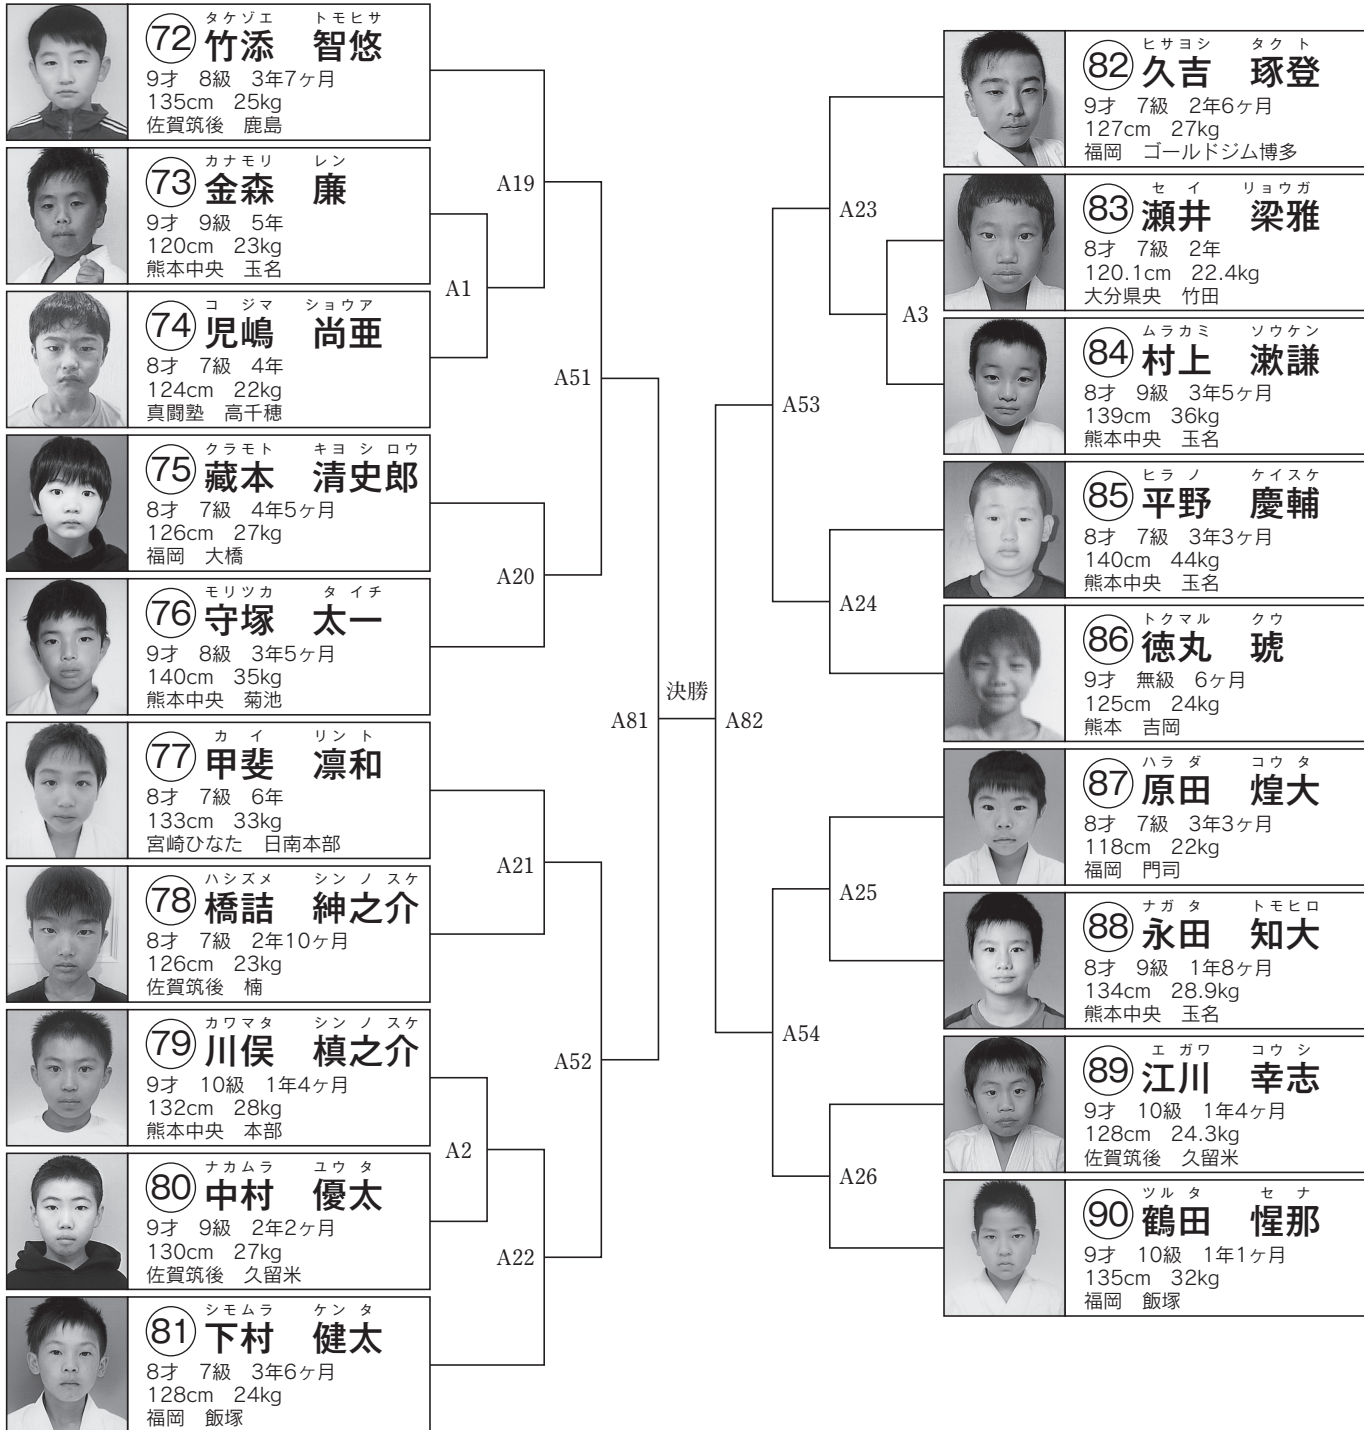 タケゾエ　トモヒサ
72 竹添　智悠
9才　8級　3年7ヶ月
135cm　25kg
佐賀筑後　鹿島
カナモリ　レン
73 金森　廉
9才　9級　5年
120cm　23kg
熊本中央　玉名
コジマ　ショウア
74 児嶋　尚亜
8才　7級　4年
124cm　22kg
真闘塾　高千穂
クラモト　キヨシロウ
75 藏本　清史郎
8才　7級　4年5ヶ月
126cm　27kg
福岡　大橋
モリツカ　タイチ
76 守塚　太一
9才　8級　3年5ヶ月
140cm　35kg
熊本中央　菊池
カイ　リント
77 甲斐　凛和
8才　7級　6年
133cm　33kg
宮崎ひなた　日南本部
ハシズメ　シンノスケ
78 橋詰　紳之介
8才　7級　2年10ヶ月
126cm　23kg
佐賀筑後　楠
カワマタ　シンノスケ
79 川俣　槙之介
9才　10級　1年4ヶ月
132cm　28kg
熊本中央　本部
ナカムラ　ユウタ
80 中村　優太
9才　9級　2年2ヶ月
130cm　27kg
佐賀筑後　久留米
シモムラ　ケンタ
81 下村　健太
8才　7級　3年6ヶ月
128cm　24kg
福岡　飯塚
A1
A2
A19
A20
A21
A22
A51
A52
A81
決勝
A82
A53
A54
A23
A24
A25
A26
A3
ヒサヨシ　タクト
82 久吉　琢登
9才　7級　2年6ヶ月
127cm　27kg
福岡　ゴールドジム博多
セイ　リョウガ
83 瀬井　梁雅
8才　7級　2年
120.1cm　22.4kg
大分県央　竹田
ムラカミ　ソウケン
84 村上　漱謙
8才　9級　3年5ヶ月
139cm　36kg
熊本中央　玉名
ヒラノ　ケイスケ
85 平野　慶輔
8才　7級　3年3ヶ月
140cm　44kg
熊本中央　玉名
トクマル　クウ
86 徳丸　琥
9才　無級　6ヶ月
125cm　24kg
熊本　吉岡
ハラダ　コウタ
87 原田　煌大
8才　7級　3年3ヶ月
118cm　22kg
福岡　門司
ナガタ　トモヒロ
88 永田　知大
8才　9級　1年8ヶ月
134cm　28.9kg
熊本中央　玉名
エガワ　コウシ
89 江川　幸志
9才　10級　1年4ヶ月
128cm　24.3kg
佐賀筑後　久留米
ツルタ　セナ
90 鶴田　惺那
9才　10級　1年1ヶ月
135cm　32kg
福岡　飯塚